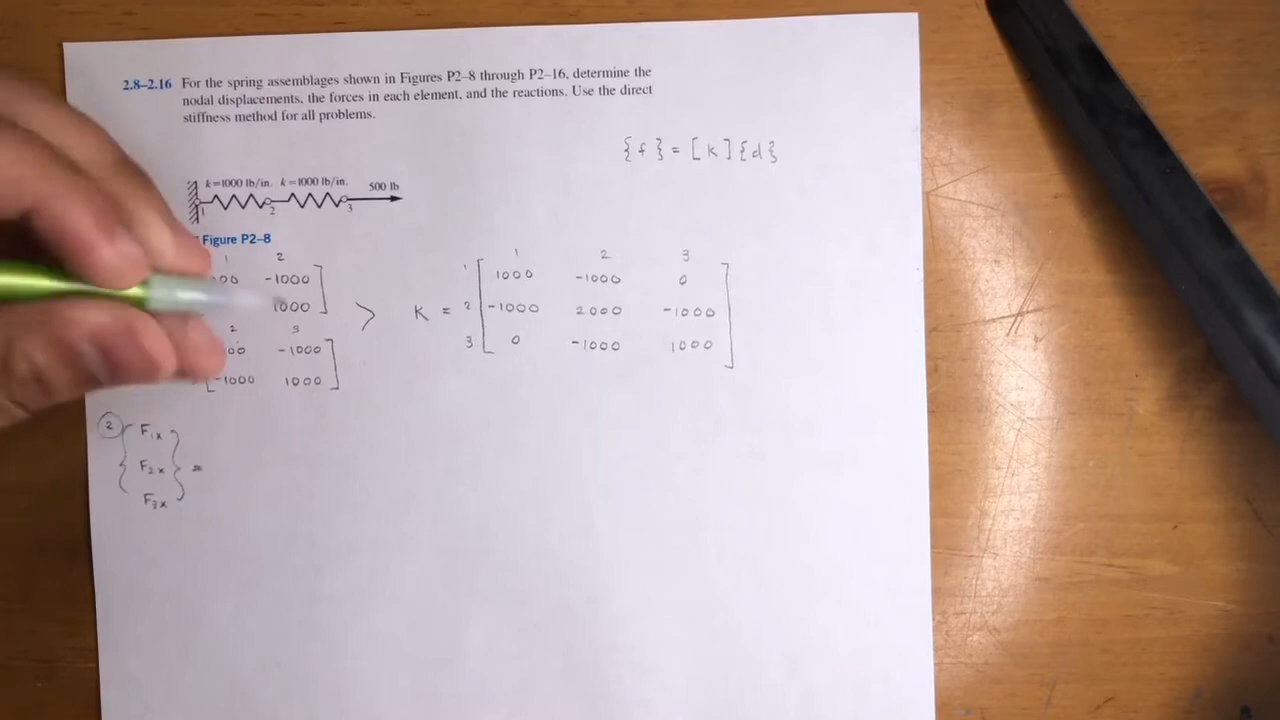 2.8–2.16 For the spring assemblages shown in Figures P2–8 through P2–16, determine the
nodal displacements, the forces in each element, and the reactions. Use the direct
stiffness method for all problems.
{f} = [k]{d}
k=1000 lb/in. k=1000 lb/in. 500 lb
1 2 3
Figure P2–8
1 2
00 -1000
1000
2 3
00 -1000
-1000 1000
1 2 3
1 1000 -1000 0
K = 2 -1000 2000 -1000
3 0 -1000 1000
2
F1x
F2x =
F3x